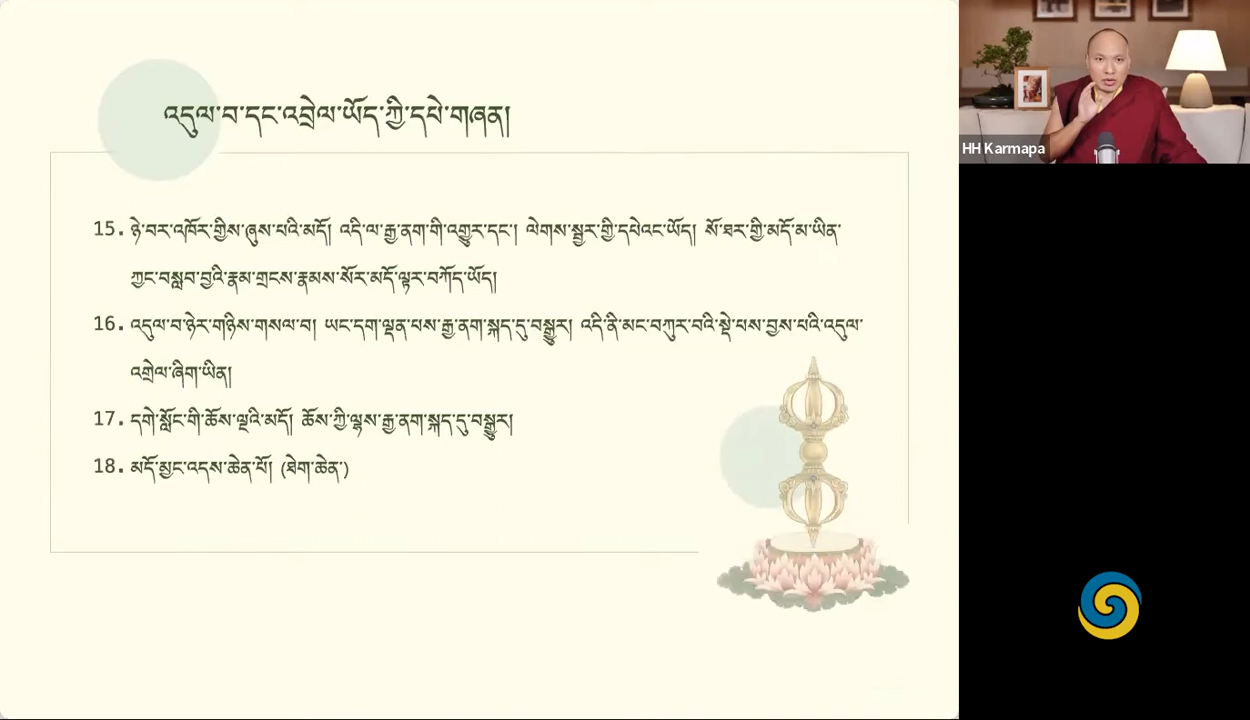 འདུལ་བ་དང་འབྲེལ་ཡོད་ཀྱི་དཔེ་གཞན།
15. ཉེ་བར་འཁོར་གྱིས་ཞུས་པའི་མདོ། འདི་ལ་རྒྱ་ནག་གི་འགྱུར་དང་། ལེགས་སྦྱར་གྱི་དཔེའང་ཡོད། སོ་ཐར་གྱི་མདོ་མ་ཡིན་
ཀྱང་བསླབ་བྱའི་རྣམ་གྲངས་རྣམས་སོར་མདོ་ལྟར་བཀོད་ཡོད།
16. འདུལ་བ་ཉེར་གཉིས་གསལ་བ། ཡང་དག་ལྡན་པས་རྒྱ་ནག་སྐད་དུ་བསྒྱུར། འདི་ནི་མང་བཀུར་བའི་སྡེ་པས་བྱས་པའི་འདུལ་
འགྲེལ་ཞིག་ཡིན།
17. དགེ་སློང་གི་ཆོས་ལྔའི་མདོ། ཆོས་ཀྱི་ལྷས་རྒྱ་ནག་སྐད་དུ་བསྒྱུར།
18. མདོ་མྱང་འདས་ཆེན་པོ། (ཐེག་ཆེན་)
HH Karmapa